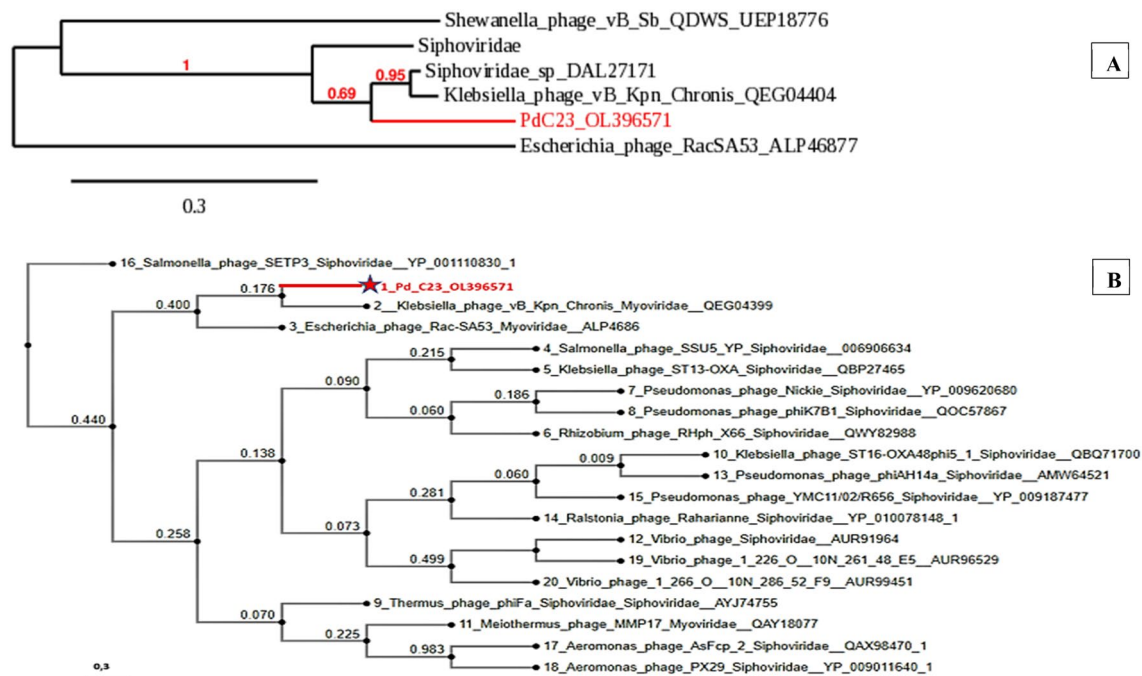 Shewanella_phage_vB_Sb_QDWS_UEP18776
Siphoviridae
A
1
Siphoviridae_sp_DAL27171
0.95
Klebsiella_phage_vB_Kpn_Chronis_QEG04404
0.69
PdC23_OL396571
Escherichia_phage_RacSA53_ALP46877
0.3
16_Salmonella_phage_SETP3_Siphoviridae__YP_001110830_1
B
0.176
1_Pd_C23_OL396571
0.400
2__Klebsiella_phage_vB_Kpn_Chronis_Myoviridae__QEG04399
3_Escherichia_phage_Rac-SA53_Myoviridae__ALP4686
0.215
4_Salmonella_phage_SSU5_YP_Siphoviridae__006906634
5_Klebsiella_phage_ST13-OXA_Siphoviridae__QBP27465
0.090
0.186
7_Pseudomonas_phage_Nickie_Siphoviridae__YP_009620680
0.060
8_Pseudomonas_phage_phiK7B1_Siphoviridae__QOC57867
0.440
6_Rhizobium_phage_RHph_X66_Siphoviridae__QWY82988
0.138
0.009
10_Klebsiella_phage_ST16-OXA48phi5_1_Siphoviridae__QBQ71700
0.060
13_Pseudomonas_phage_phiAH14a_Siphoviridae__AMW64521
0.281
15_Pseudomonas_phage_YMC11/02/R656_Siphoviridae__YP_009187477
14_Ralstonia_phage_Raharianne_Siphoviridae__YP_010078148_1
0.073
0.258
12_Vibrio_phage_Siphoviridae__AUR91964
0.499
19_Vibrio_phage_1_226_O__10N_261_48_E5__AUR96529
20_Vibrio_phage_1_266_O__10N_286_52_F9__AUR99451
9_Thermus_phage_phiFa_Siphoviridae_Siphoviridae__AYJ74755
0.070
11_Meiothermus_phage_MMP17_Myoviridae__QAY18077
0.225
0.983
17_Aeromonas_phage_AsFcp_2_Siphoviridae__QAX98470_1
18_Aeromonas_phage_PX29_Siphoviridae__YP_009011640_1
0,3